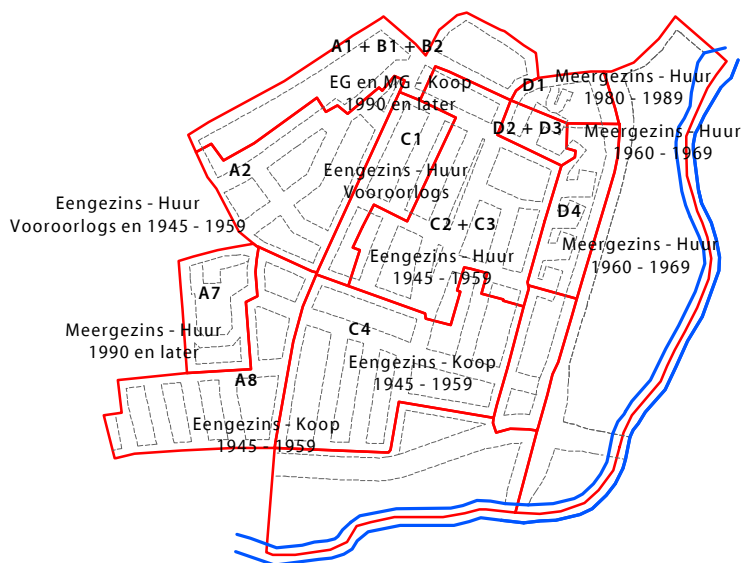 A1 + B1 + B2
EG en MG - Koop
1990 en later
D1
Meergezins - Huur
1980 - 1989
D2 + D3
Meergezins - Huur
1960 - 1969
C1
Eengezins - Huur
Vooroorlogs
A2
Eengezins - Huur
Vooroorlogs en 1945 - 1959
C2 + C3
Eengezins - Huur
1945 - 1959
D4
Meergezins - Huur
1960 - 1969
A7
Meergezins - Huur
1990 en later
C4
Eengezins - Koop
1945 - 1959
A8
Eengezins - Koop
1945 - 1959